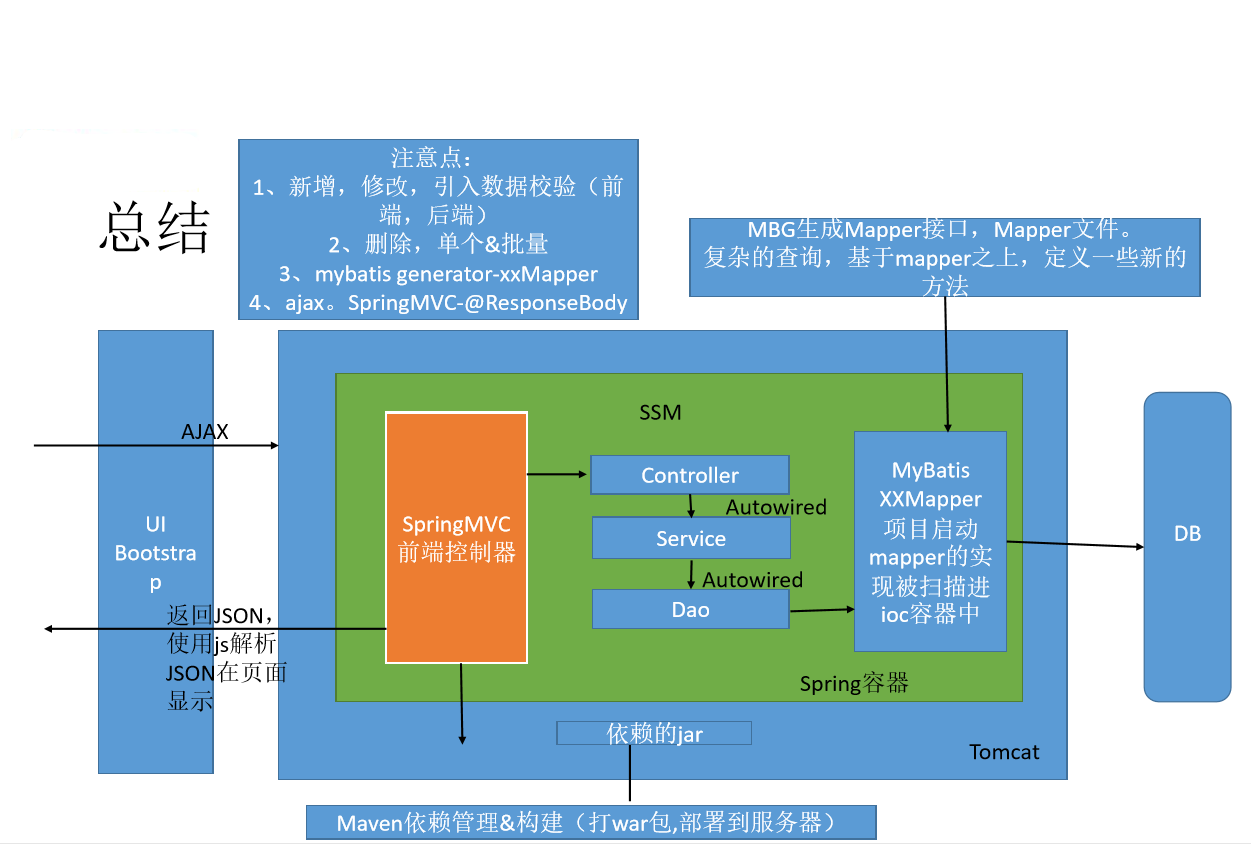 总结
注意点：
1、新增，修改，引入数据校验（前
端，后端）
2、删除，单个&批量
3、mybatis generator-xxMapper
4、ajax。SpringMVC-@ResponseBody
MBG生成Mapper接口，Mapper文件。
复杂的查询，基于mapper之上，定义一些新的
方法
AJAX
UI
Bootstra
p
返回JSON，
使用js解析
JSON在页面
显示
SSM
SpringMVC
前端控制器
Controller
Autowired
Service
Autowired
Dao
MyBatis
XXMapper
项目启动
mapper的实
现被扫描进
ioc容器中
DB
Spring容器
依赖的jar
Tomcat
Maven依赖管理&构建（打war包,部署到服务器）